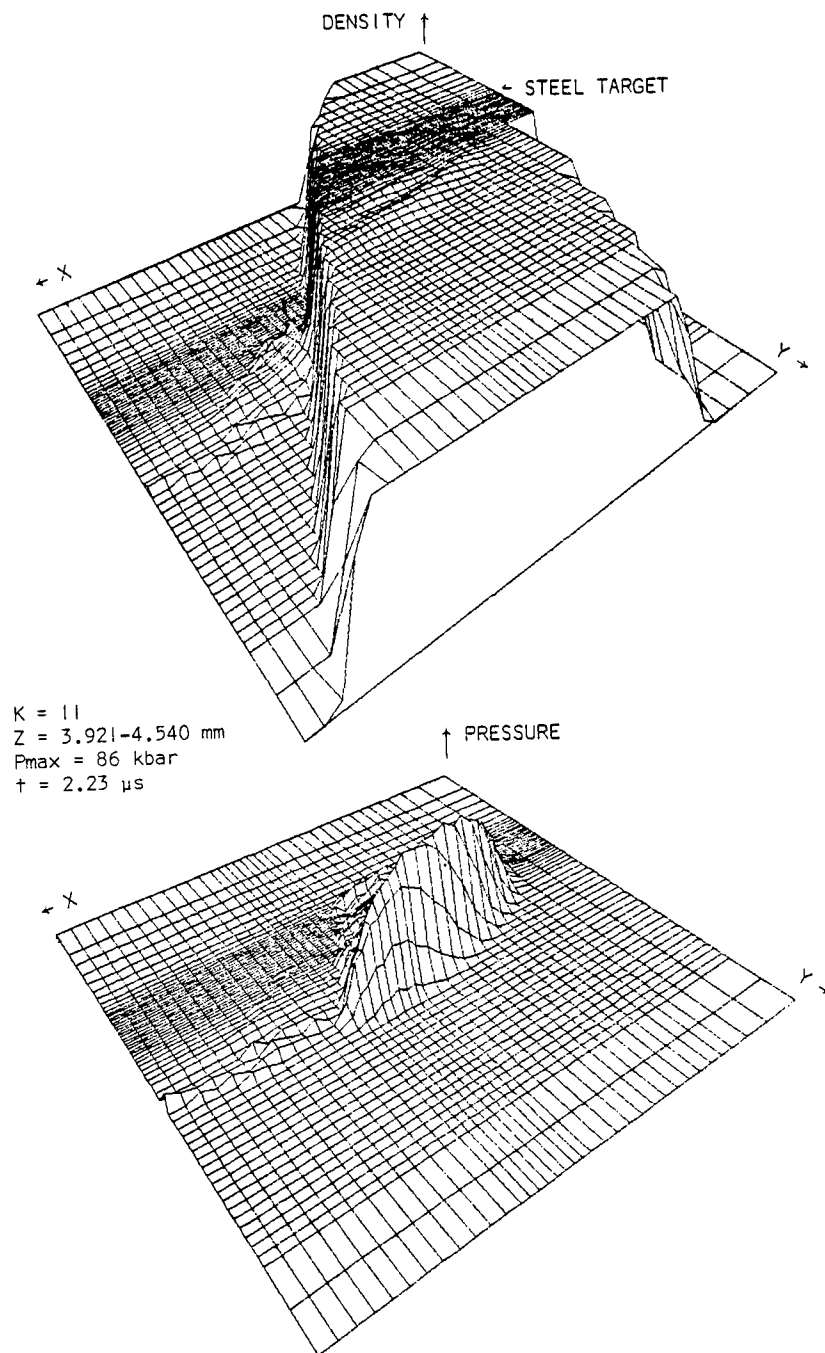 DENSITY ↑
← STEEL TARGET
← X
Y →
K = 11
Z = 3.921-4.540 mm
Pmax = 86 kbar
t = 2.23 μs
↑ PRESSURE
← X
Y →